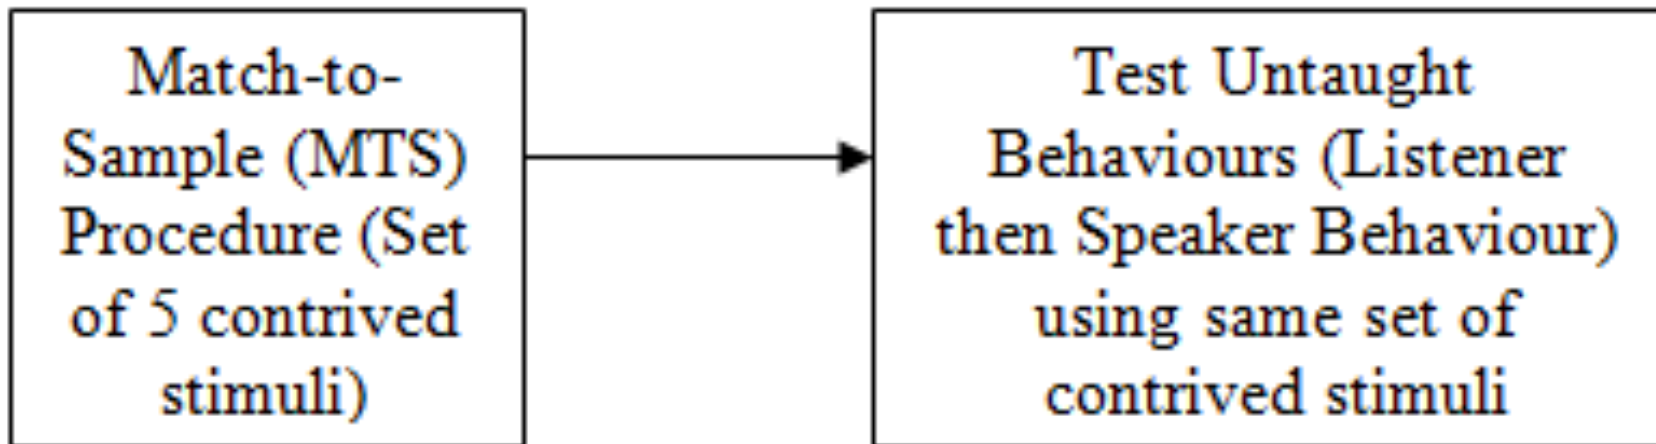 Match-to-
Sample (MTS)
Procedure (Set
of 5 contrived
stimuli)
Test Untaught
Behaviours (Listener
then Speaker Behaviour)
using same set of
contrived stimuli